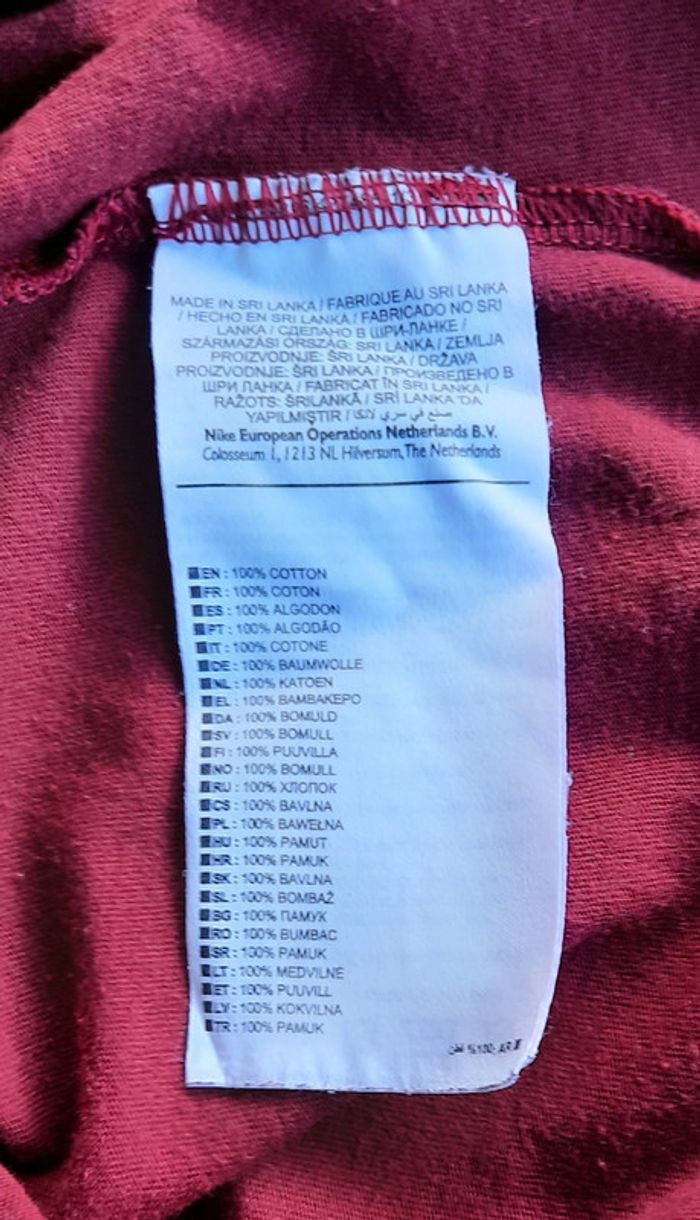 MADE IN SRI LANKA / FABRIQUE AU SRI LANKA
/ HECHO EN SRI LANKA / FABRICADO NO SRI
LANKA / СДЕЛАНО В ШРИ-ЛАНКЕ /
SZÁRMAZÁSI ORSZÁG: SRI LANKA / ZEMLJA
PROIZVODNJE: ŠRI LANKA / DRŽAVA
PROIZVODNJE: ŠRI LANKA / ПРОИЗВЕДЕНО В
ШРИ ЛАНКА / FABRICAT ÎN SRI LANKA /
RAŽOTS: ŠRILANKĀ / SRİ LANKA 'DA
YAPILMIŞTIR / صنع في سري لانكا
Nike European Operations Netherlands B.V.
Colosseum 1, 1213 NL Hilversum, The Netherlands
EN : 100% COTTON
FR : 100% COTON
ES : 100% ALGODON
PT : 100% ALGODÃO
IT : 100% COTONE
DE : 100% BAUMWOLLE
NL : 100% KATOEN
EL : 100% ΒΑΜΒΑΚΕΡΟ
DA : 100% BOMULD
SV : 100% BOMULL
FI : 100% PUUVILLA
NO : 100% BOMULL
RU : 100% ХЛОПОК
CS : 100% BAVLNA
PL : 100% BAWEŁNA
HU : 100% PAMUT
HR : 100% PAMUK
SK : 100% BAVLNA
SL : 100% BOMBAŽ
BG : 100% ПАМУК
RO : 100% BUMBAC
SR : 100% PAMUK
LT : 100% MEDVILNĖ
ET : 100% PUUVILL
LV : 100% KOKVILNA
TR : 100% PAMUK
قطن %100 : AR